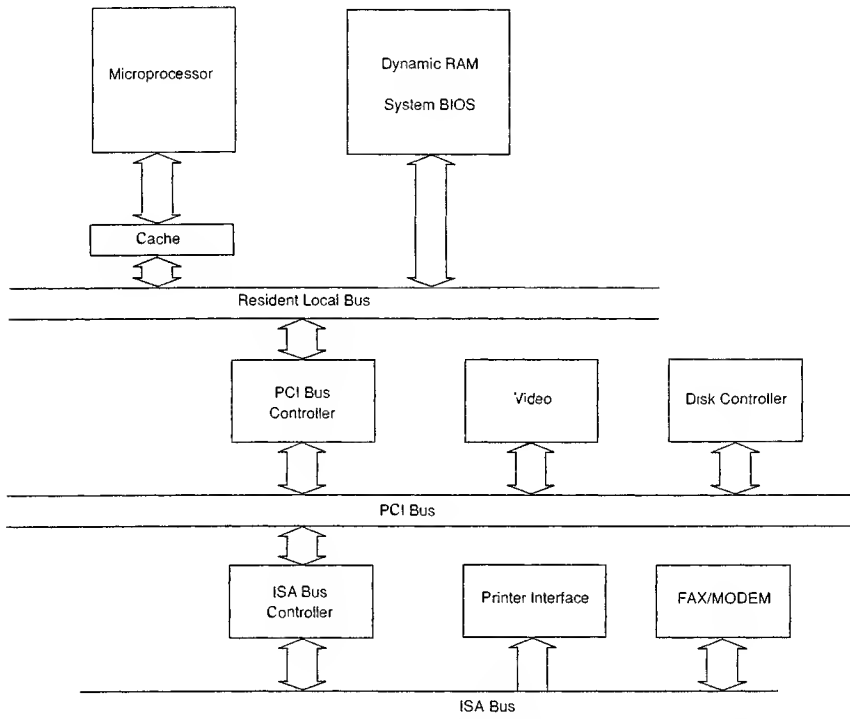 Microprocessor
Dynamic RAM
System BIOS
Cache
Resident Local Bus
PCI Bus
Controller
Video
Disk Controller
PCI Bus
ISA Bus
Controller
Printer Interface
FAX/MODEM
ISA Bus